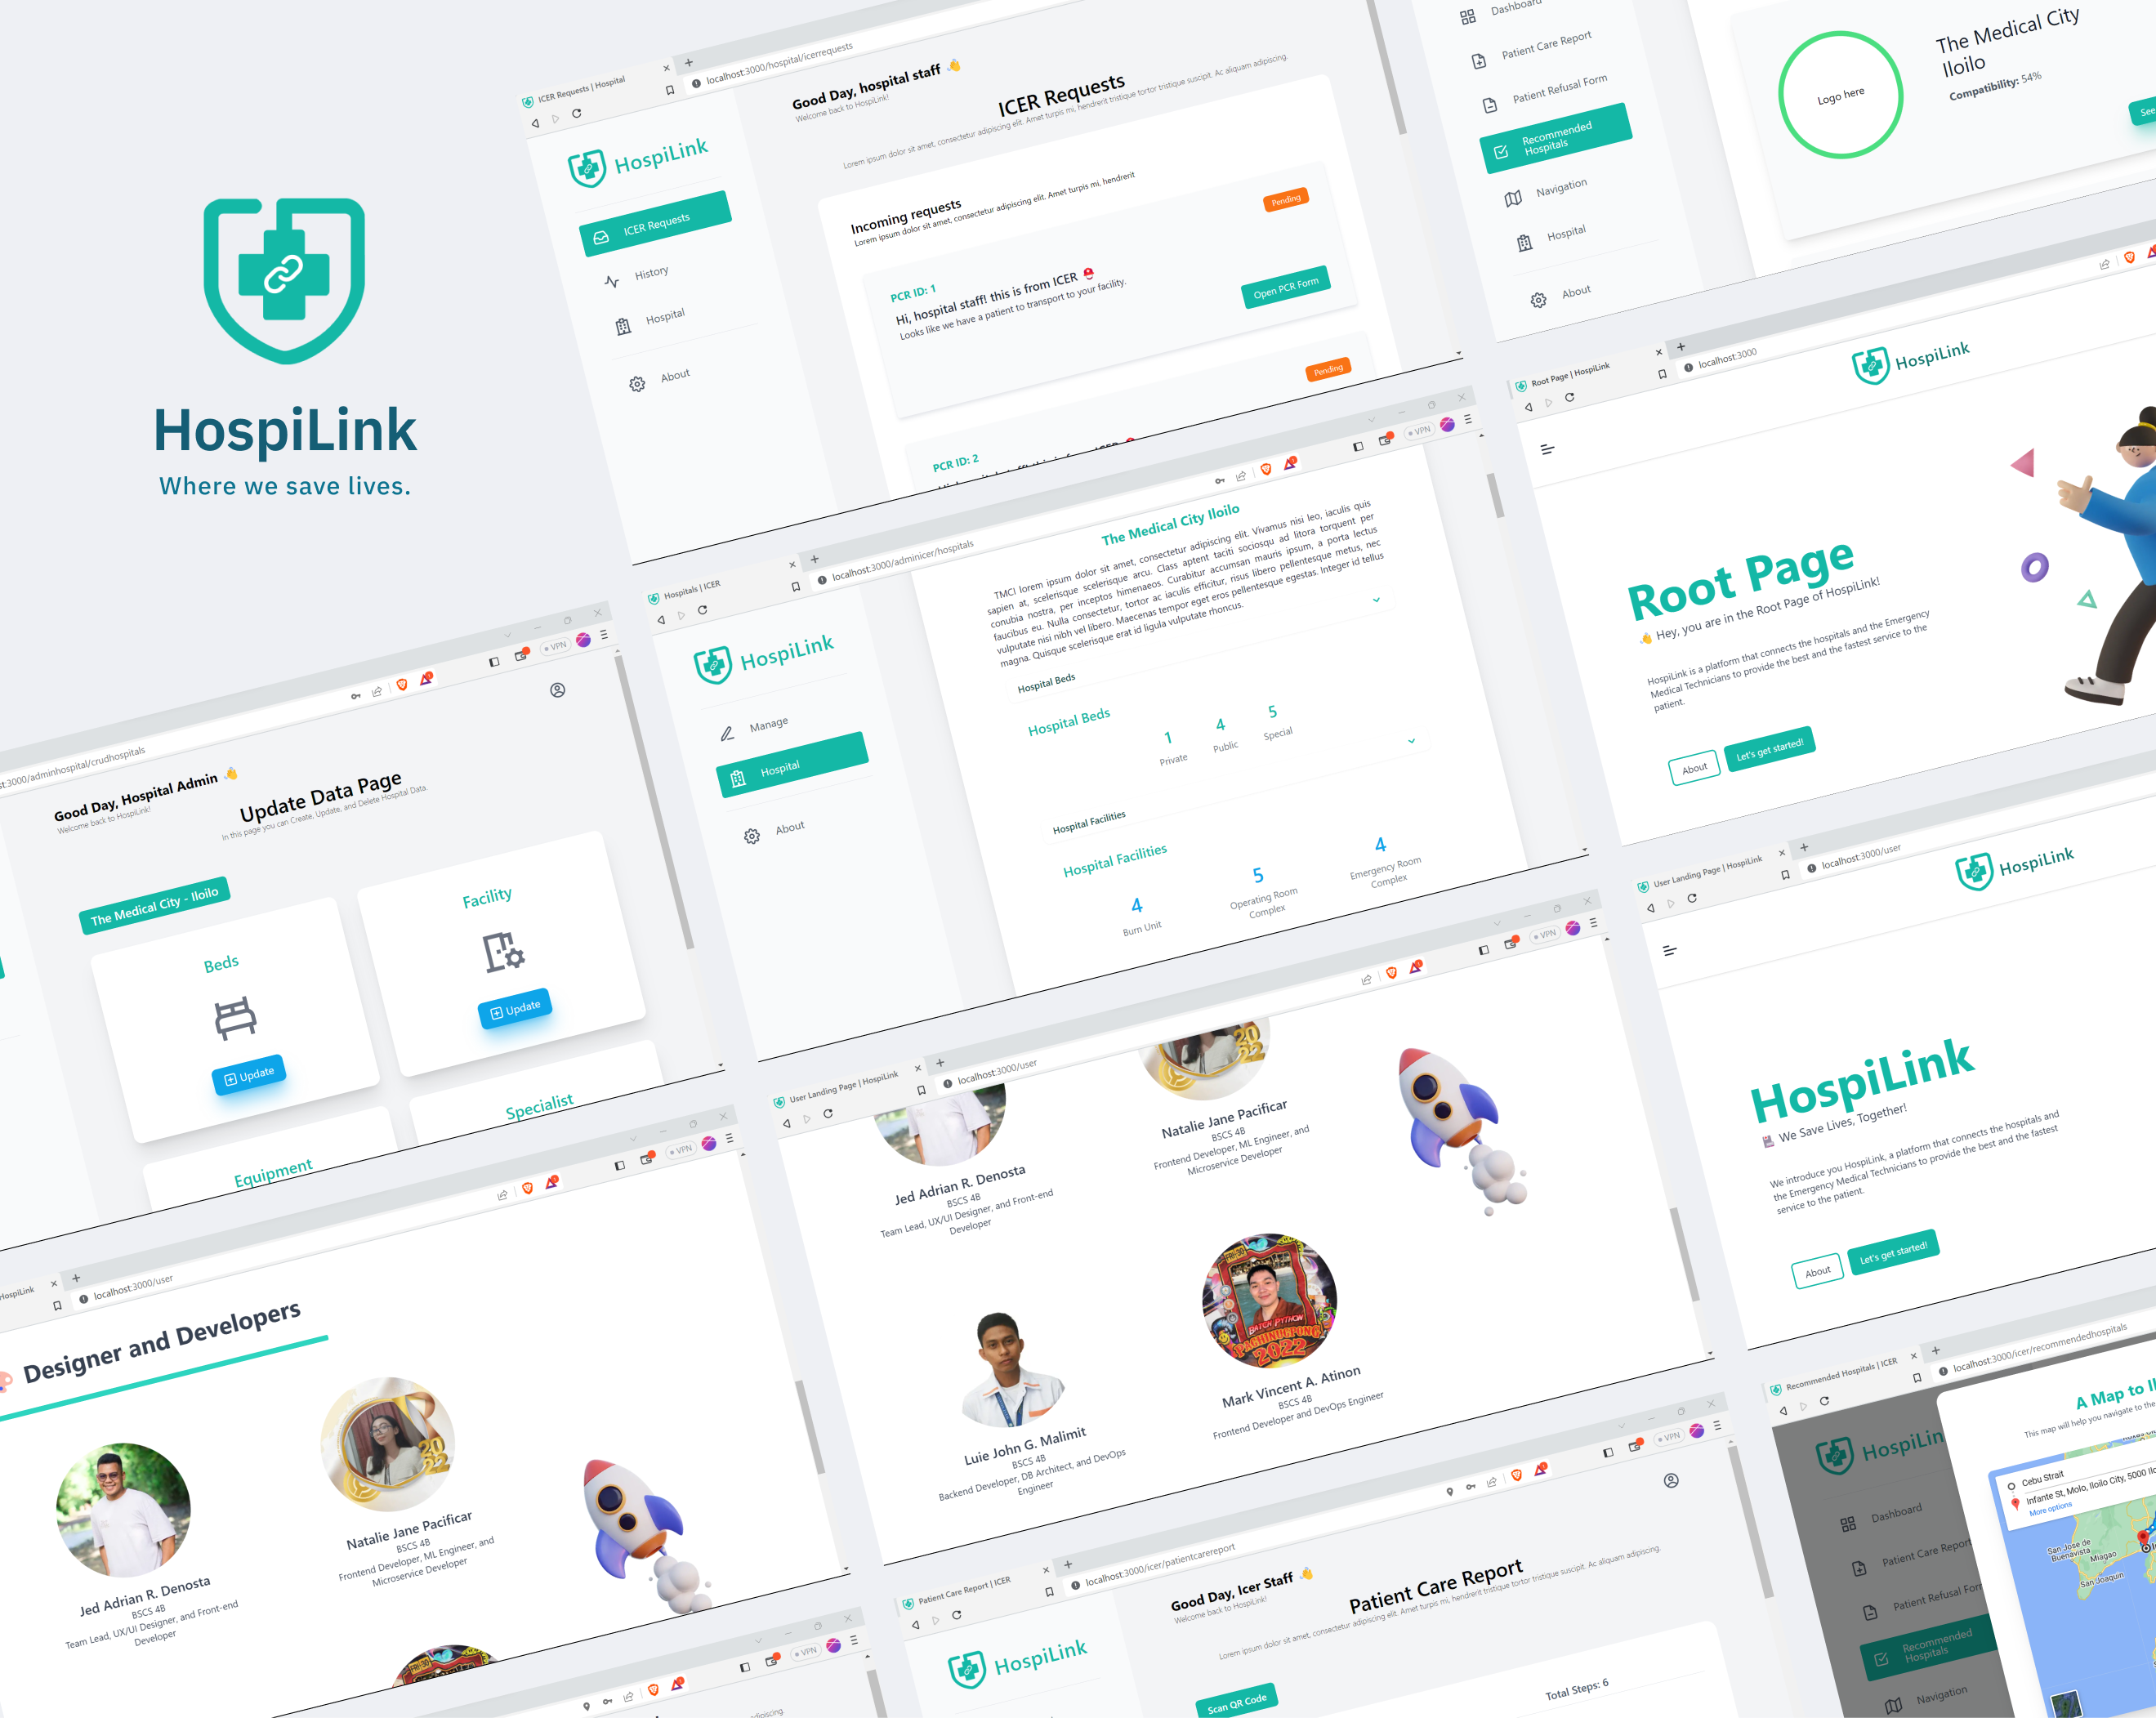 HospiLink
Where we save lives.
ICER Requests | Hospital
localhost:3000/hospital/icerrequests
HospiLink
ICER Requests
History
Hospital
About
Good Day, hospital staff 👋
Welcome back to HospiLink!
ICER Requests
Lorem ipsum dolor sit amet, consectetur adipiscing elit. Amet turpis mi, hendrerit tristique tortor tristique suscipit. Ac aliquam adipiscing.
Incoming requests
Lorem ipsum dolor sit amet, consectetur adipiscing elit. Amet turpis mi, hendrerit
Pending
PCR ID: 1
Hi, hospital staff! this is from ICER ⛑
Looks like we have a patient to transport to your facility.
Open PCR Form
Pending
PCR ID: 2
Dashboard
Patient Care Report
Patient Refusal Form
Recommended
Hospitals
Navigation
Hospital
About
Logo here
The Medical City
Iloilo
Compatibility: 54%
See
Root Page | HospiLink
localhost:3000
HospiLink
Root Page
👋 Hey, you are in the Root Page of HospiLink!
HospiLink is a platform that connects the hospitals and the Emergency
Medical Technicians to provide the best and the fastest service to the
patient.
About
Let's get started!
VPN
Hospitals | ICER
localhost:3000/adminicer/hospitals
HospiLink
Manage
Hospital
About
The Medical City Iloilo
TMCI lorem ipsum dolor sit amet, consectetur adipiscing elit. Vivamus nisi leo, iaculis quis
sapien at, scelerisque arcu. Class aptent taciti sociosqu ad litora torquent per
conubia nostra, per inceptos himenaeos. Curabitur accumsan mauris ipsum, a porta lectus
faucibus eu. Nulla consectetur, tortor ac iaculis efficitur, risus libero pellentesque metus, nec
vulputate nisi nibh vel libero. Maecenas tempor eget eros pellentesque egestas. Integer id tellus
magna. Quisque scelerisque erat id ligula vulputate rhoncus.
Hospital Beds
Hospital Beds
1
Private
4
Public
5
Special
Hospital Facilities
Hospital Facilities
4
Burn Unit
5
Operating Room
Complex
4
Emergency Room
Complex
VPN
st:3000/adminhospital/crudhospitals
Good Day, Hospital Admin 👋
Welcome back to HospiLink!
Update Data Page
In this page you can Create, Update, and Delete Hospital Data.
The Medical City - Iloilo
Beds
Update
Facility
Update
Equipment
Specialist
User Landing Page | HospiLink
localhost:3000/user
HospiLink
HospiLink
We Save Lives, Together!
We introduce you HospiLink, a platform that connects the hospitals and
the Emergency Medical Technicians to provide the best and the fastest
service to the patient.
About
Let's get started!
VPN
User Landing Page | HospiLink
localhost:3000/user
Jed Adrian R. Denosta
BSCS 4B
Team Lead, UX/UI Designer, and Front-end
Developer
2022
Natalie Jane Pacificar
BSCS 4B
Frontend Developer, ML Engineer, and
Microservice Developer
Luie John G. Malimit
BSCS 4B
Backend Developer, DB Architect, and DevOps
Engineer
BATCH PYTHON
2022
Mark Vincent A. Atinon
BSCS 4B
Frontend Developer and DevOps Engineer
VPN
HospiLink
localhost:3000/user
Designer and Developers
Jed Adrian R. Denosta
BSCS 4B
Team Lead, UX/UI Designer, and Front-end
Developer
2022
Natalie Jane Pacificar
BSCS 4B
Frontend Developer, ML Engineer, and
Microservice Developer
VPN
VPN
Patient Care Report | ICER
localhost:3000/icer/patientcarereport
HospiLink
Good Day, Icer Staff 👋
Welcome back to HospiLink!
Patient Care Report
Lorem ipsum dolor sit amet, consectetur adipiscing elit. Amet turpis mi, hendrerit tristique tortor tristique suscipit. Ac aliquam adipiscing.
Scan QR Code
Total Steps: 6
adipiscing.
Recommended Hospitals | ICER
localhost:3000/icer/recommendedhospitals
HospiLin
Dashboard
Patient Care Report
Patient Refusal Form
Recommended
Hospitals
Navigation
A Map to Il
This map will help you navigate to the
Cebu Strait
Infante St, Molo, Iloilo City, 5000 Ilo
More options
San Jose de
Buenavista
Miagao
San Joaquin